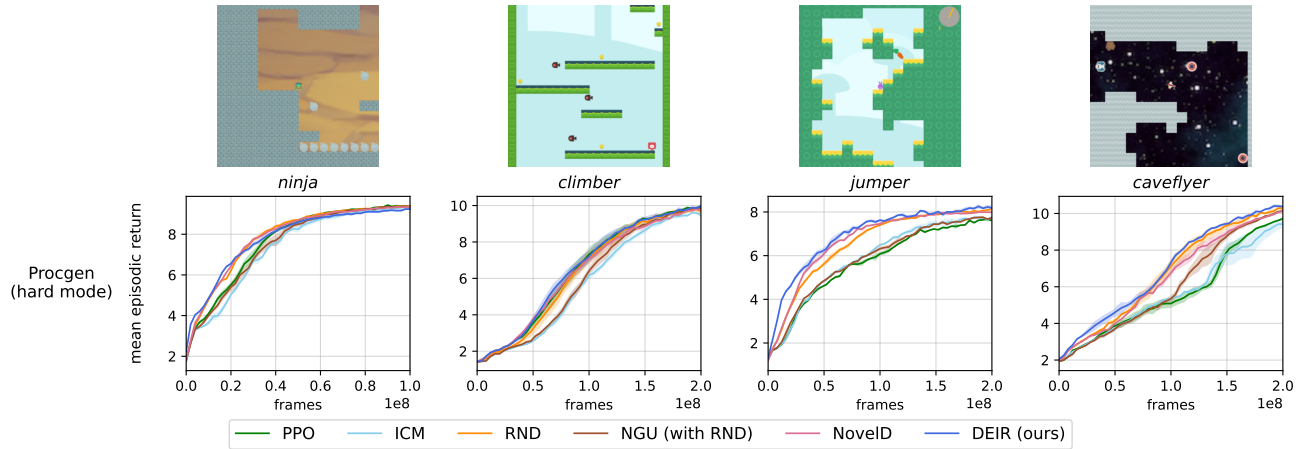 ninja
climber
jumper
caveflyer
Procgen
(hard mode)
mean episodic return
8
6
4
2
0.0 0.2 0.4 0.6 0.8 1.0
frames 1e8
10
8
6
4
2
0.0 0.5 1.0 1.5 2.0
frames 1e8
8
6
4
2
0.0 0.5 1.0 1.5 2.0
frames 1e8
10
8
6
4
2
0.0 0.5 1.0 1.5 2.0
frames 1e8
PPO ICM RND NGU (with RND) NovelD DEIR (ours)